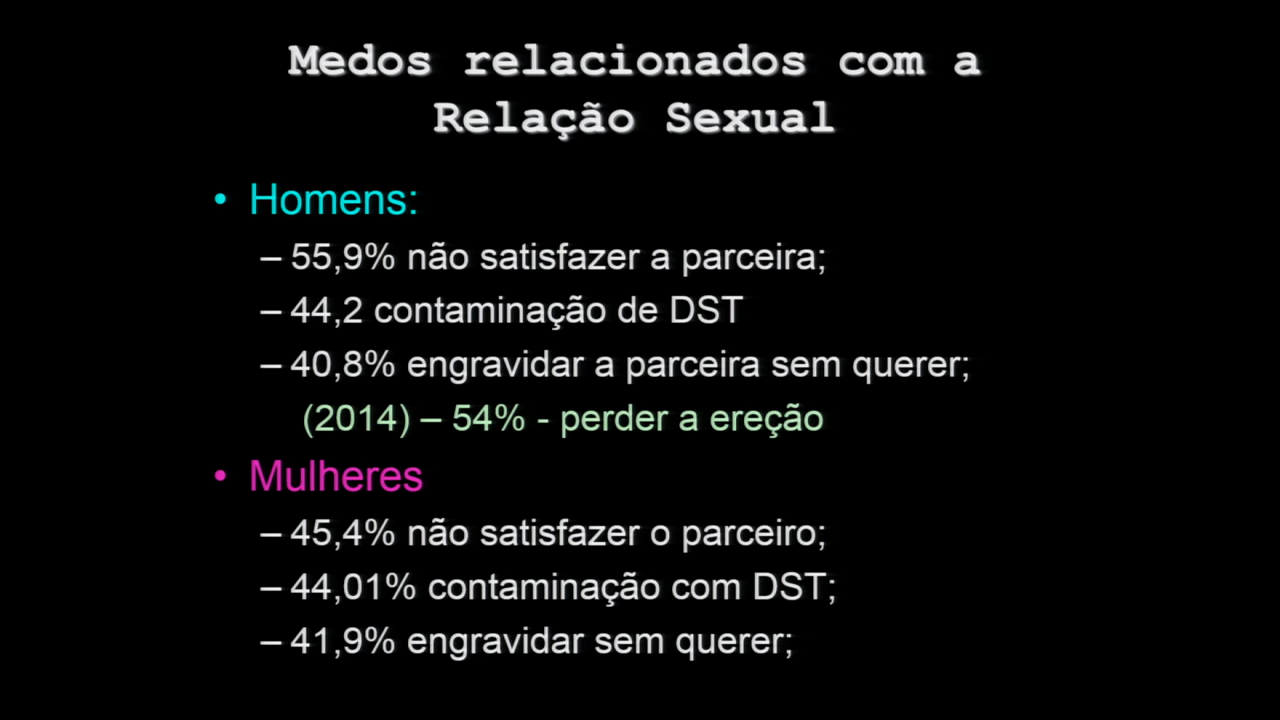 Medos relacionados com a
Relação Sexual
• Homens:
– 55,9% não satisfazer a parceira;
– 44,2 contaminação de DST
– 40,8% engravidar a parceira sem querer;
(2014) – 54% - perder a ereção
• Mulheres
– 45,4% não satisfazer o parceiro;
– 44,01% contaminação com DST;
– 41,9% engravidar sem querer;